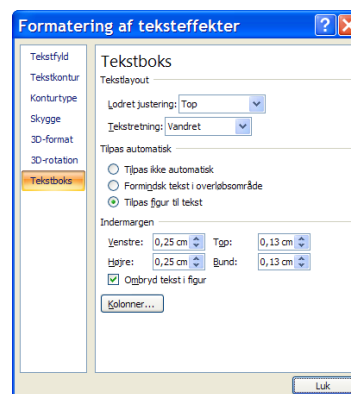 Formatering af teksteffekter
Tekstfyld
Tekstkontur
Konturtype
Skygge
3D-format
3D-rotation
Tekstboks
Tekstboks
Tekstlayout
Lodret justering: Top
Tekstretning: Vandret
Tilpas automatisk
Tilpas ikke automatisk
Formindsk tekst i overløbsområde
Tilpas figur til tekst
Indermargen
Venstre: 0,25 cm Top: 0,13 cm
Højre: 0,25 cm Bund: 0,13 cm
Ombryd tekst i figur
Kolonner...
Luk